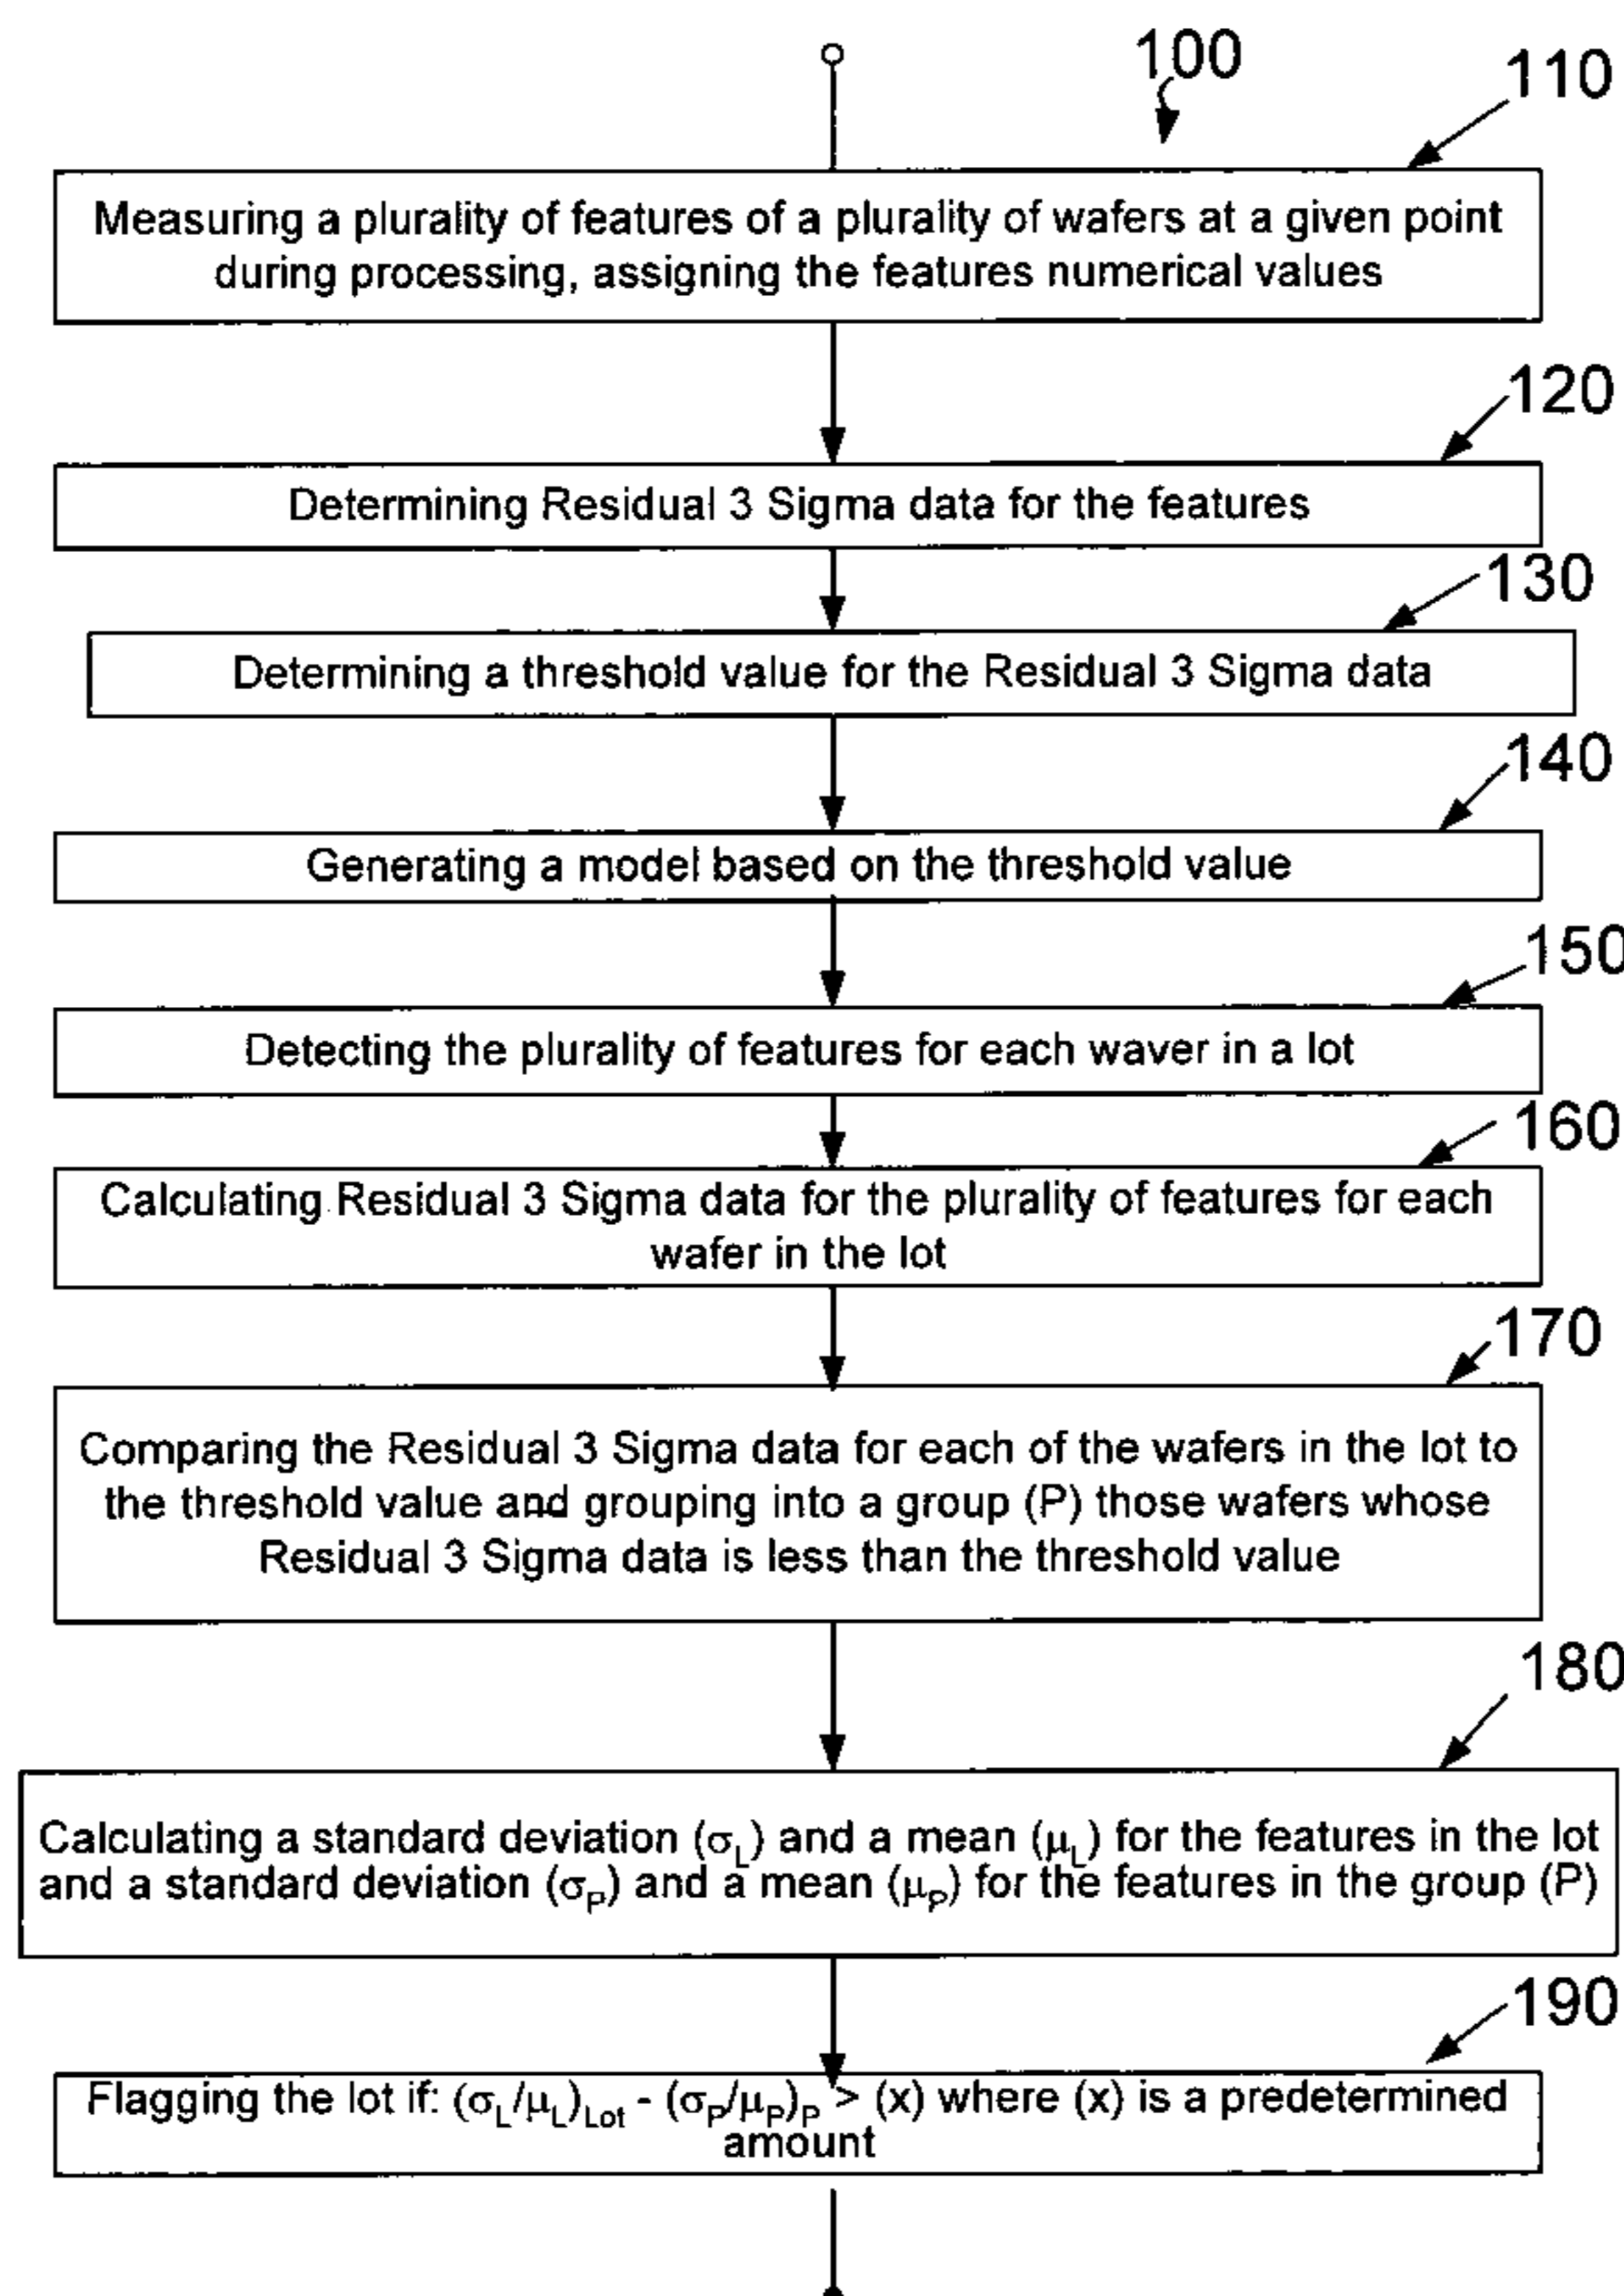 100
110
Measuring a plurality of features of a plurality of wafers at a given point
during processing, assigning the features numerical values
120
Determining Residual 3 Sigma data for the features
130
Determining a threshold value for the Residual 3 Sigma data
140
Generating a model based on the threshold value
150
Detecting the plurality of features for each waver in a lot
160
Calculating Residual 3 Sigma data for the plurality of features for each
wafer in the lot
170
Comparing the Residual 3 Sigma data for each of the wafers in the lot to
the threshold value and grouping into a group (P) those wafers whose
Residual 3 Sigma data is less than the threshold value
180
Calculating a standard deviation (σL) and a mean (μL) for the features in the lot
and a standard deviation (σP) and a mean (μP) for the features in the group (P)
190
Flagging the lot if: (σL/μL)Lot - (σP/μP)P > (x) where (x) is a predetermined
amount